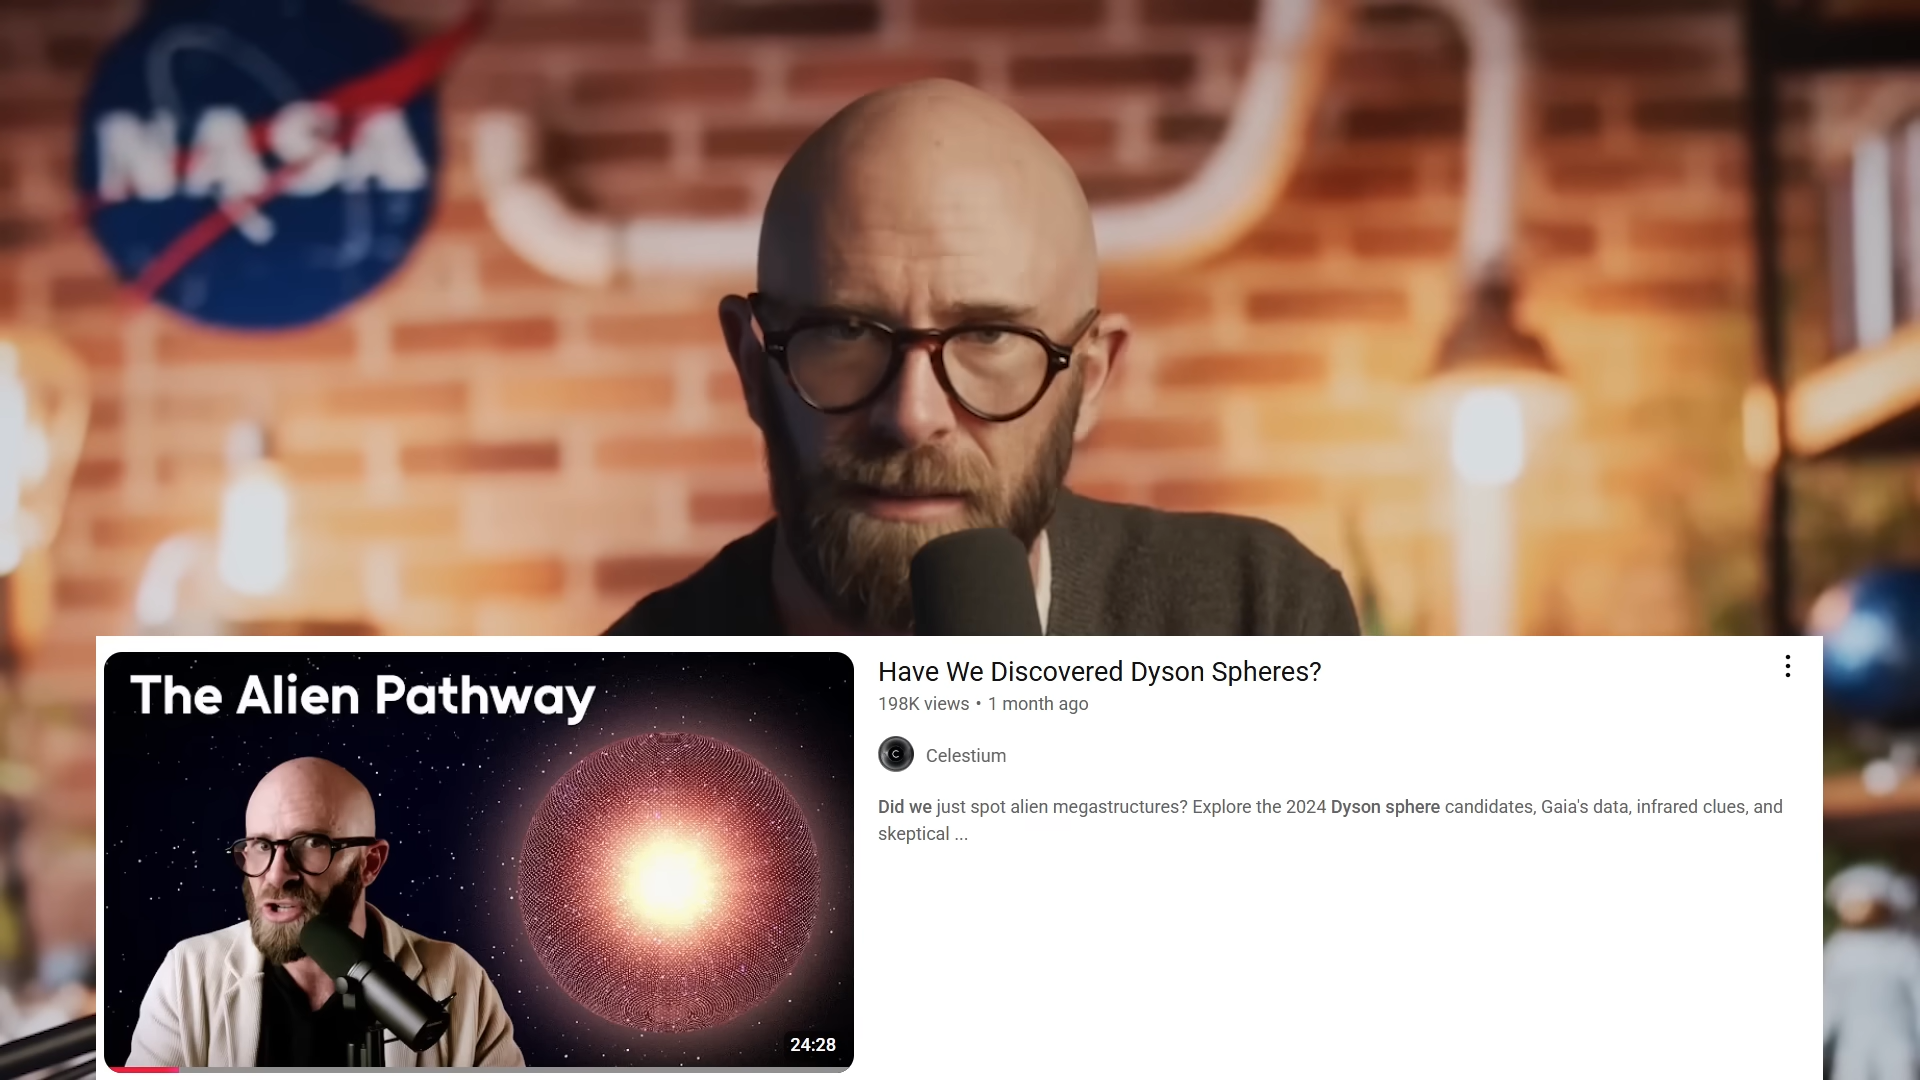 NASA
The Alien Pathway
24:28
Have We Discovered Dyson Spheres?
198K views • 1 month ago
C
Celestium
Did we just spot alien megastructures? Explore the 2024 Dyson sphere candidates, Gaia's data, infrared clues, and
skeptical ...